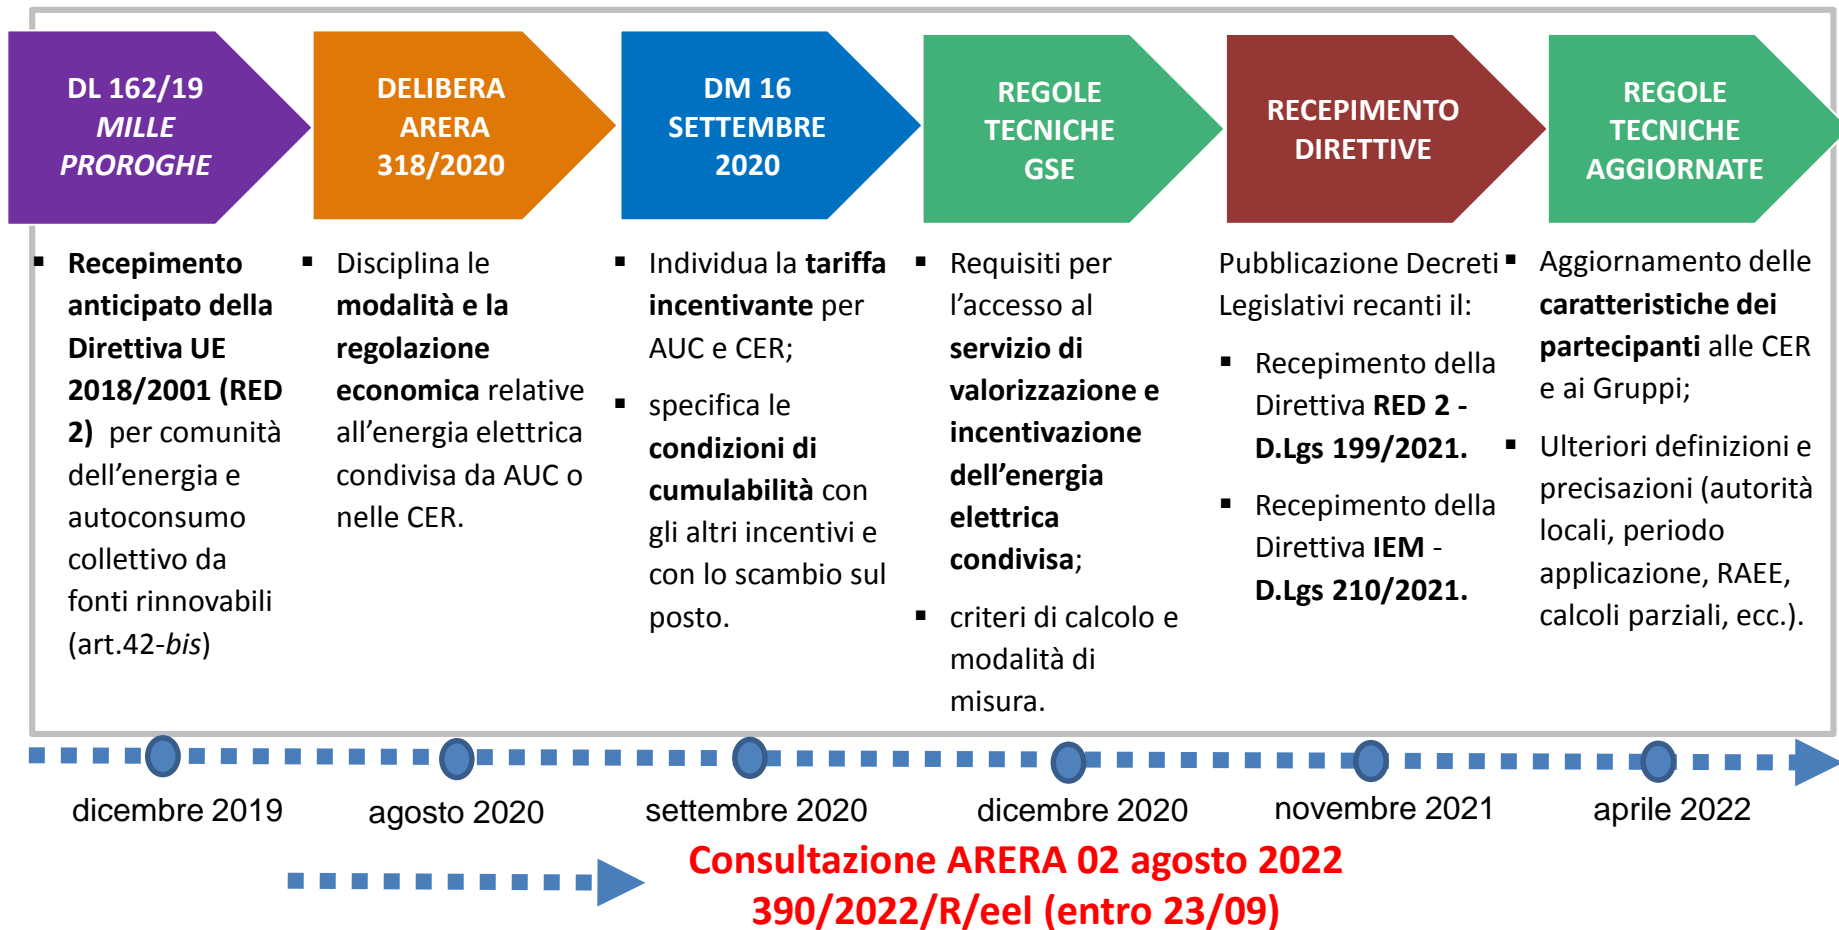 DL 162/19
MILLE
PROROGHE
DELIBERA
ARERA
318/2020
DM 16
SETTEMBRE
2020
REGOLE
TECNICHE
GSE
RECEPIMENTO
DIRETTIVE
REGOLE
TECNICHE
AGGIORNATE
▪ Recepimento
anticipato della
Direttiva UE
2018/2001 (RED
2) per comunità
dell’energia e
autoconsumo
collettivo da
fonti rinnovabili
(art.42-bis)
▪ Disciplina le
modalità e la
regolazione
economica relative
all’energia elettrica
condivisa da AUC o
nelle CER.
▪ Individua la tariffa
incentivante per
AUC e CER;
▪ specifica le
condizioni di
cumulabilità con
gli altri incentivi e
con lo scambio sul
posto.
▪ Requisiti per
l’accesso al
servizio di
valorizzazione e
incentivazione
dell’energia
elettrica
condivisa;
▪ criteri di calcolo e
modalità di
misura.
Pubblicazione Decreti
Legislativi recanti il:
▪ Recepimento della
Direttiva RED 2 -
D.Lgs 199/2021.
▪ Recepimento della
Direttiva IEM -
D.Lgs 210/2021.
▪ Aggiornamento delle
caratteristiche dei
partecipanti alle CER
e ai Gruppi;
▪ Ulteriori definizioni e
precisazioni (autorità
locali, periodo
applicazione, RAEE,
calcoli parziali, ecc.).
dicembre 2019
agosto 2020
settembre 2020
dicembre 2020
novembre 2021
aprile 2022
Consultazione ARERA 02 agosto 2022
390/2022/R/eel (entro 23/09)